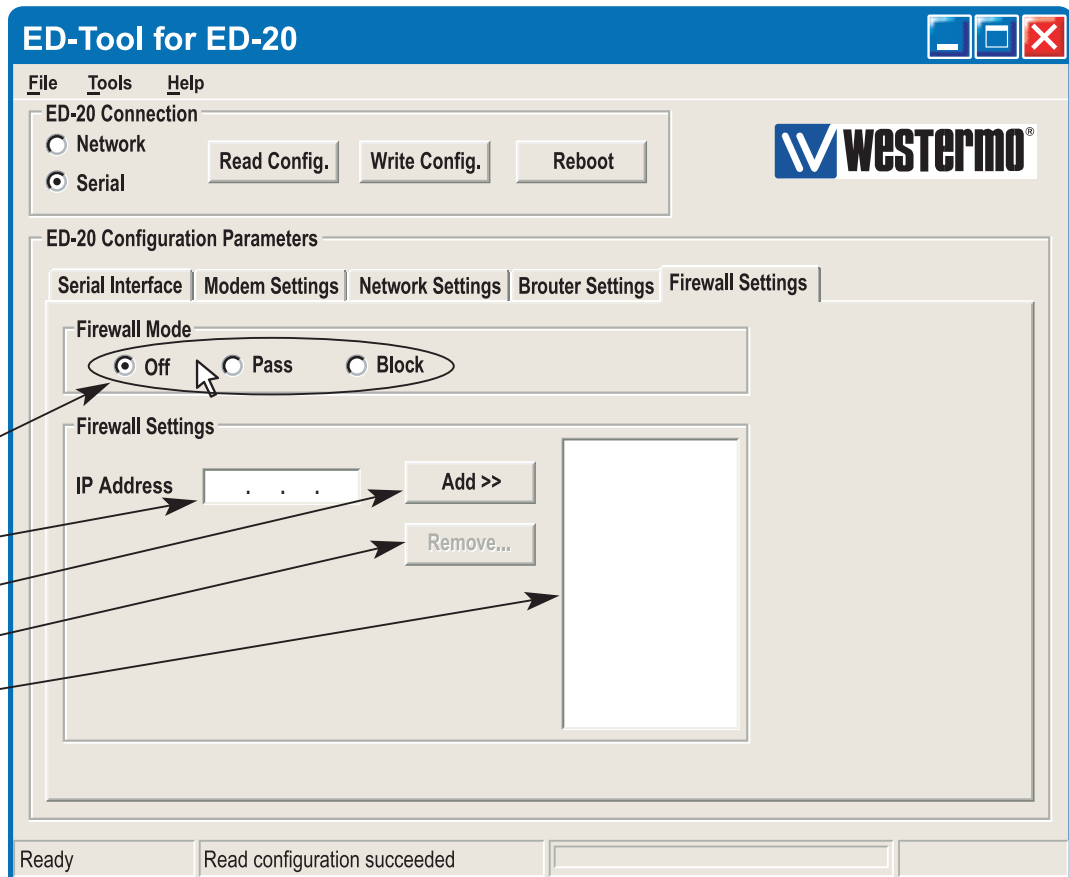 ED-Tool for ED-20
File Tools Help
ED-20 Connection
Network
Serial
Read Config. Write Config. Reboot
westermo®
ED-20 Configuration Parameters
Serial Interface Modem Settings Network Settings Brouter Settings Firewall Settings
Firewall Mode
Off Pass Block
Firewall Settings
IP Address . . . Add >>
Remove...
Ready Read configuration succeeded